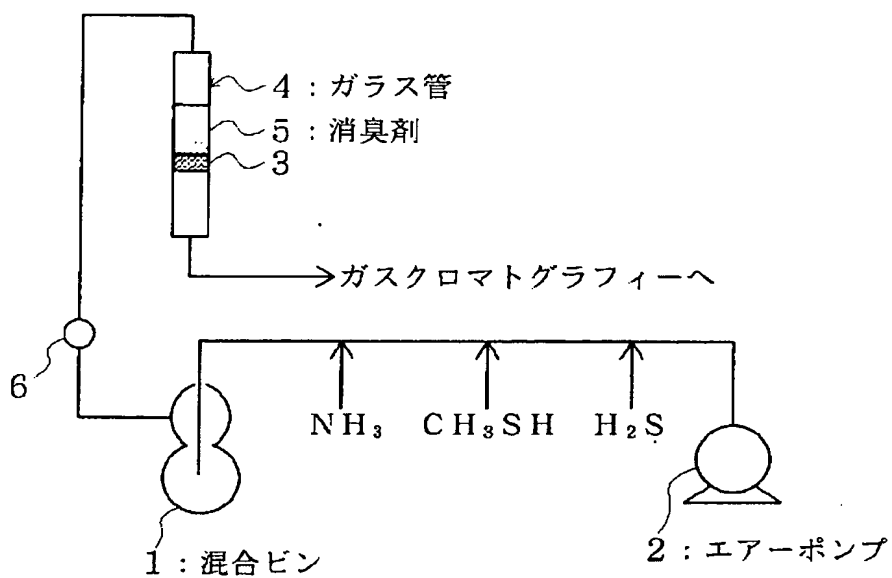 4:ガラス管
5:消臭剤
3
→ガスクロマトグラフィーへ
6
NH₃ CH₃SH H₂S
1:混合ビン
2:エアーポンプ